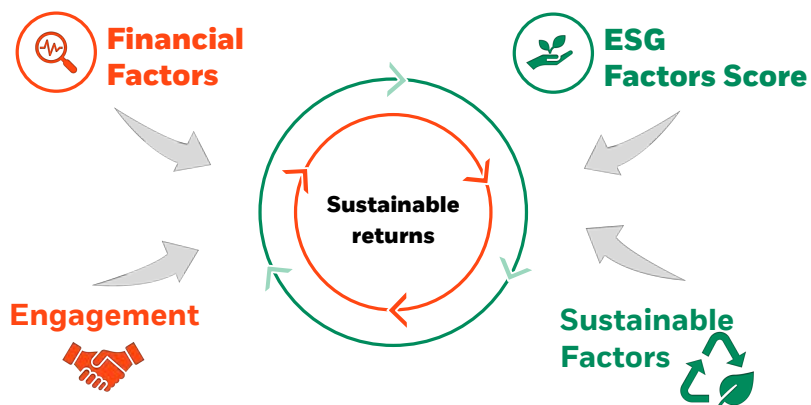 Financial
Factors
ESG
Factors Score
Sustainable
returns
Engagement
Sustainable
Factors